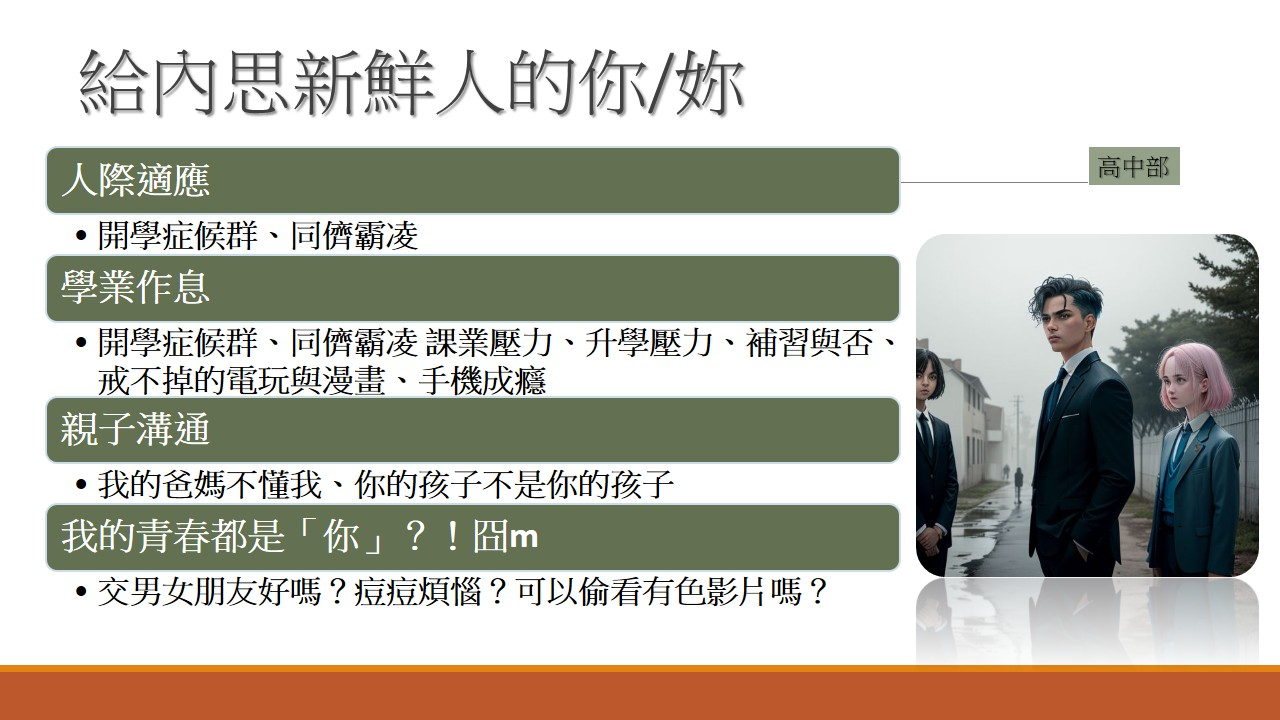 給內思新鮮人的你/妳
人際適應
高中部
• 開學症候群、同儕霸凌
學業作息
• 開學症候群、同儕霸凌 課業壓力、升學壓力、補習與否、
戒不掉的電玩與漫畫、手機成癮
親子溝通
• 我的爸媽不懂我、你的孩子不是你的孩子
我的青春都是「你」？！囧m
• 交男女朋友好嗎？痘痘煩惱？可以偷看有色影片嗎？